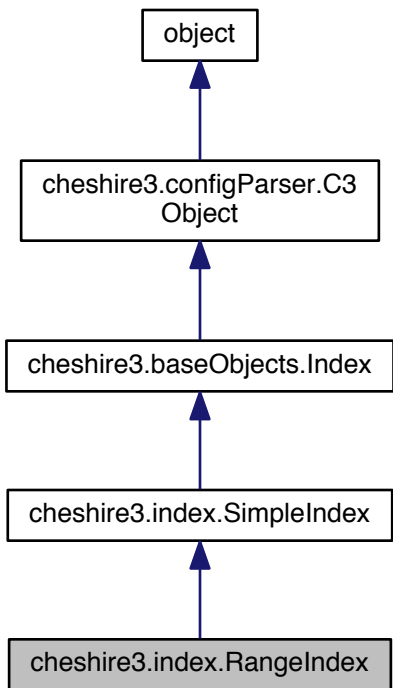 object
cheshire3.configParser.C3
Object
cheshire3.baseObjects.Index
cheshire3.index.SimpleIndex
cheshire3.index.RangeIndex